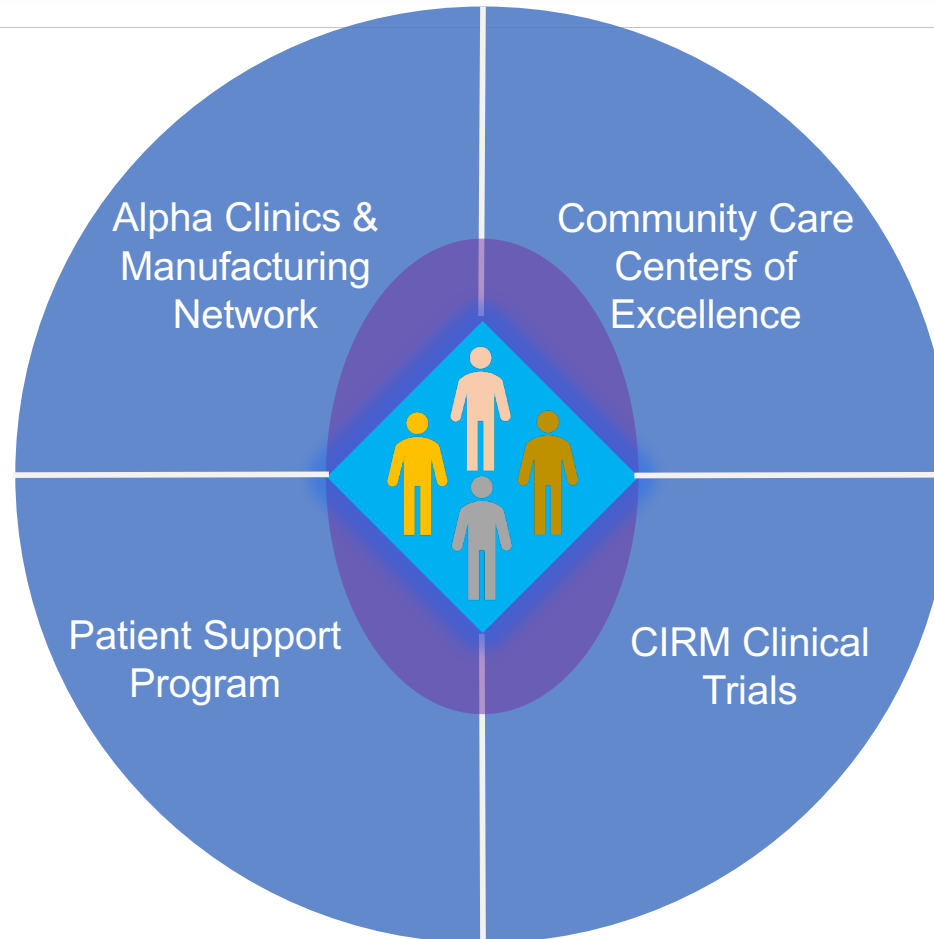 Alpha Clinics &
Manufacturing
Network
Community Care
Centers of
Excellence
Patient Support
Program
CIRM Clinical
Trials